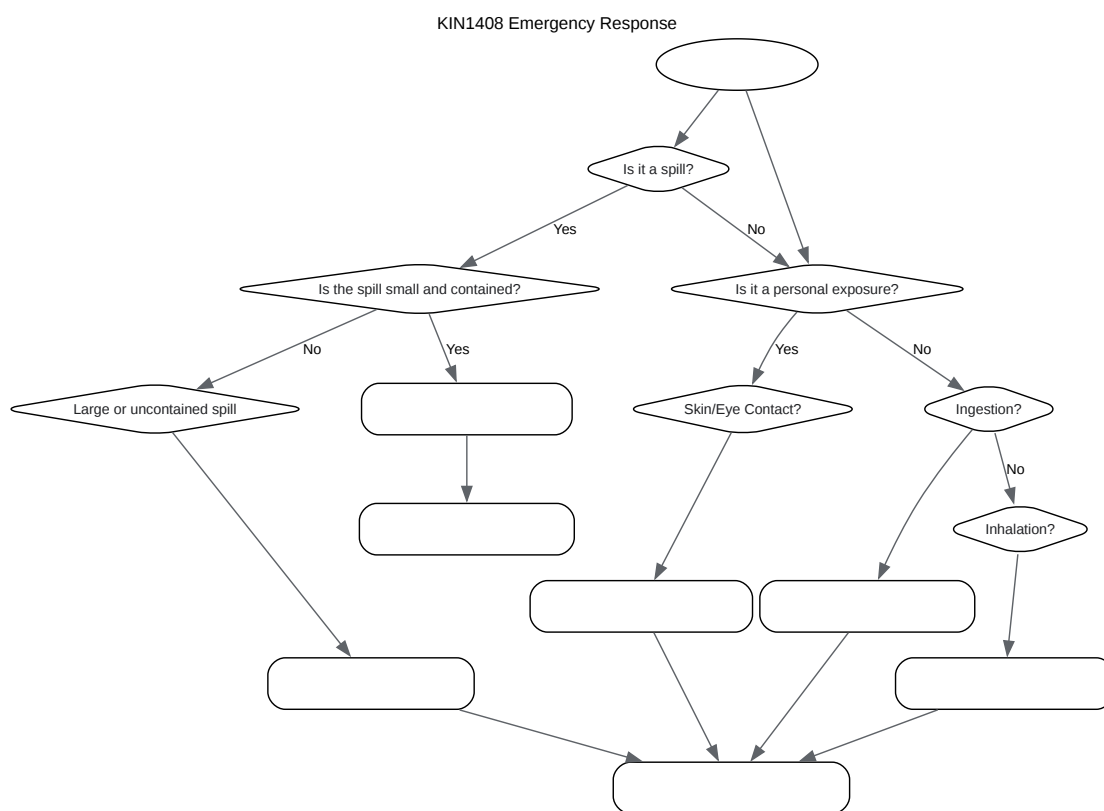 KIN1408 Emergency Response
Is it a spill?
Yes
No
Is the spill small and contained?
Is it a personal exposure?
No
Yes
Yes
No
Large or uncontained spill
Skin/Eye Contact?
Ingestion?
No
Inhalation?